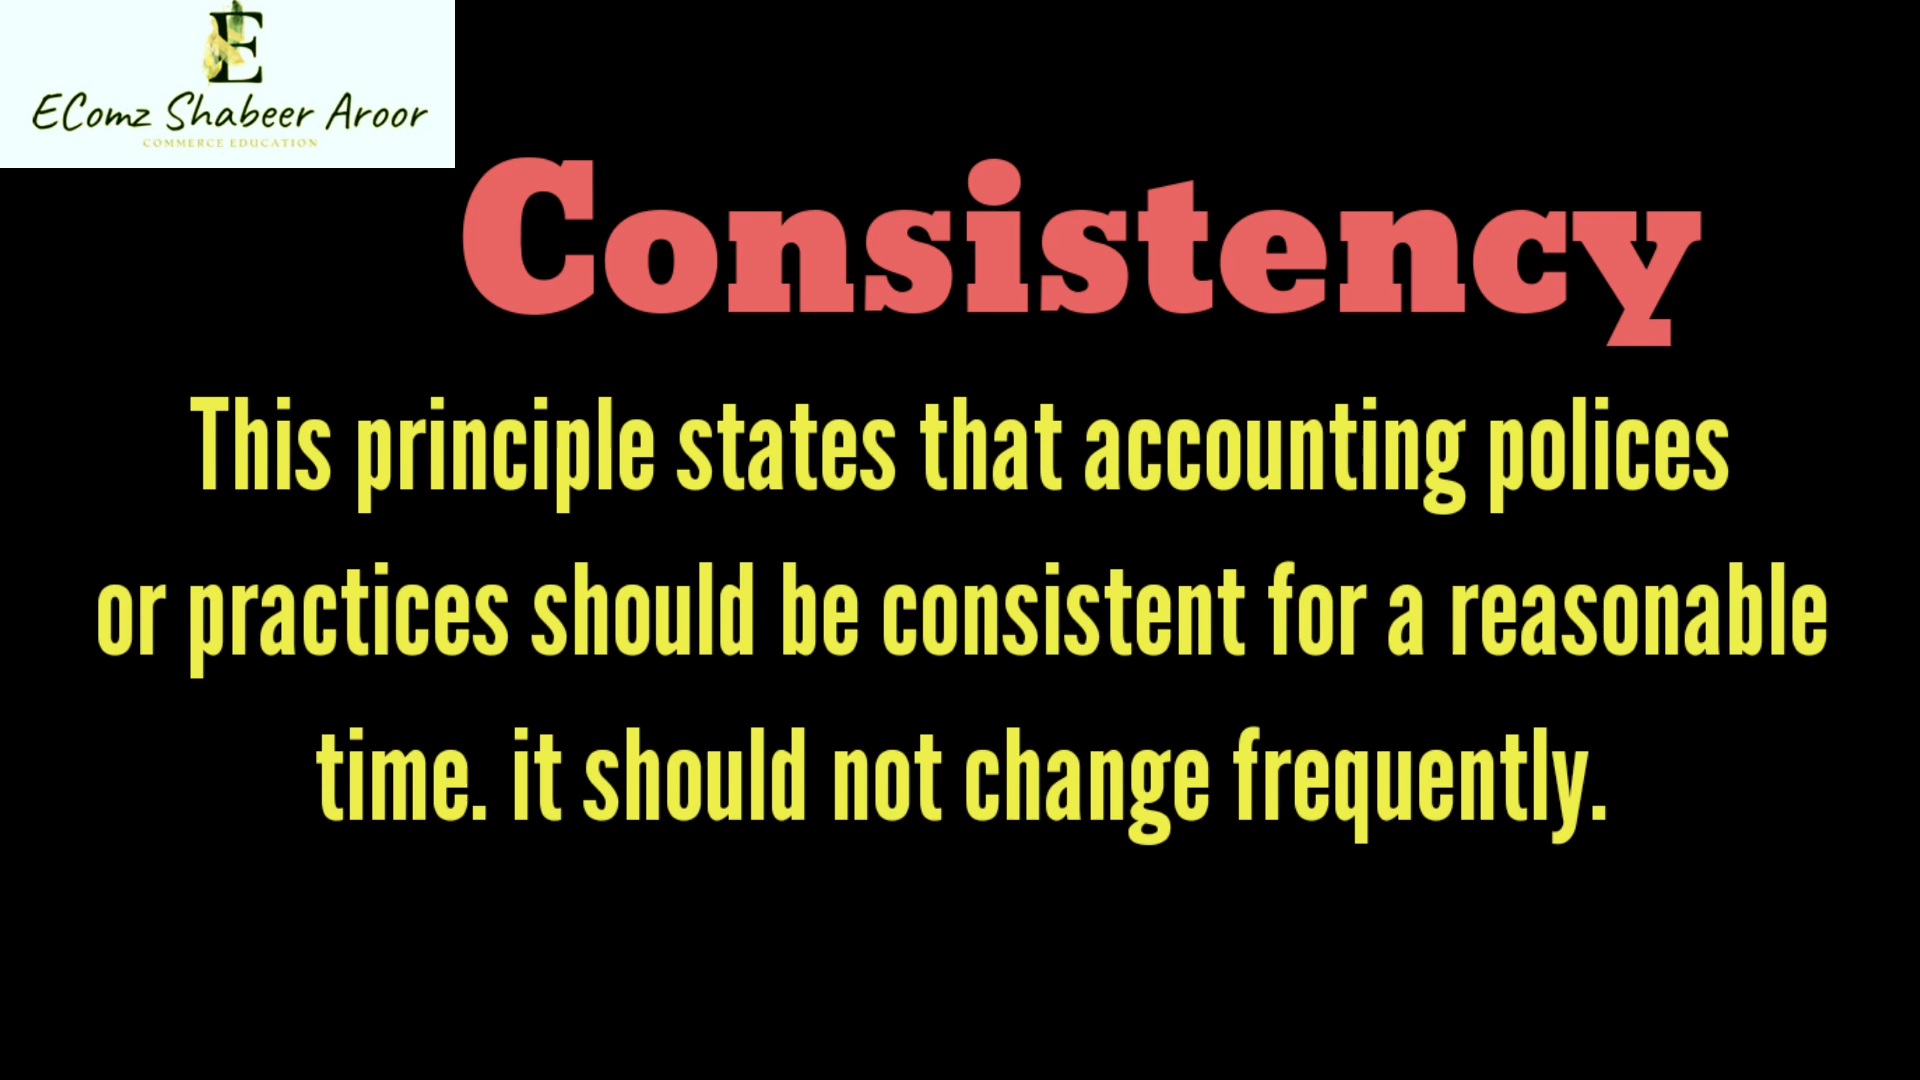 E
EComz Shabeer Aroor
COMMERCE EDUCATION
Consistency
This principle states that accounting polices
or practices should be consistent for a reasonable
time. it should not change frequently.